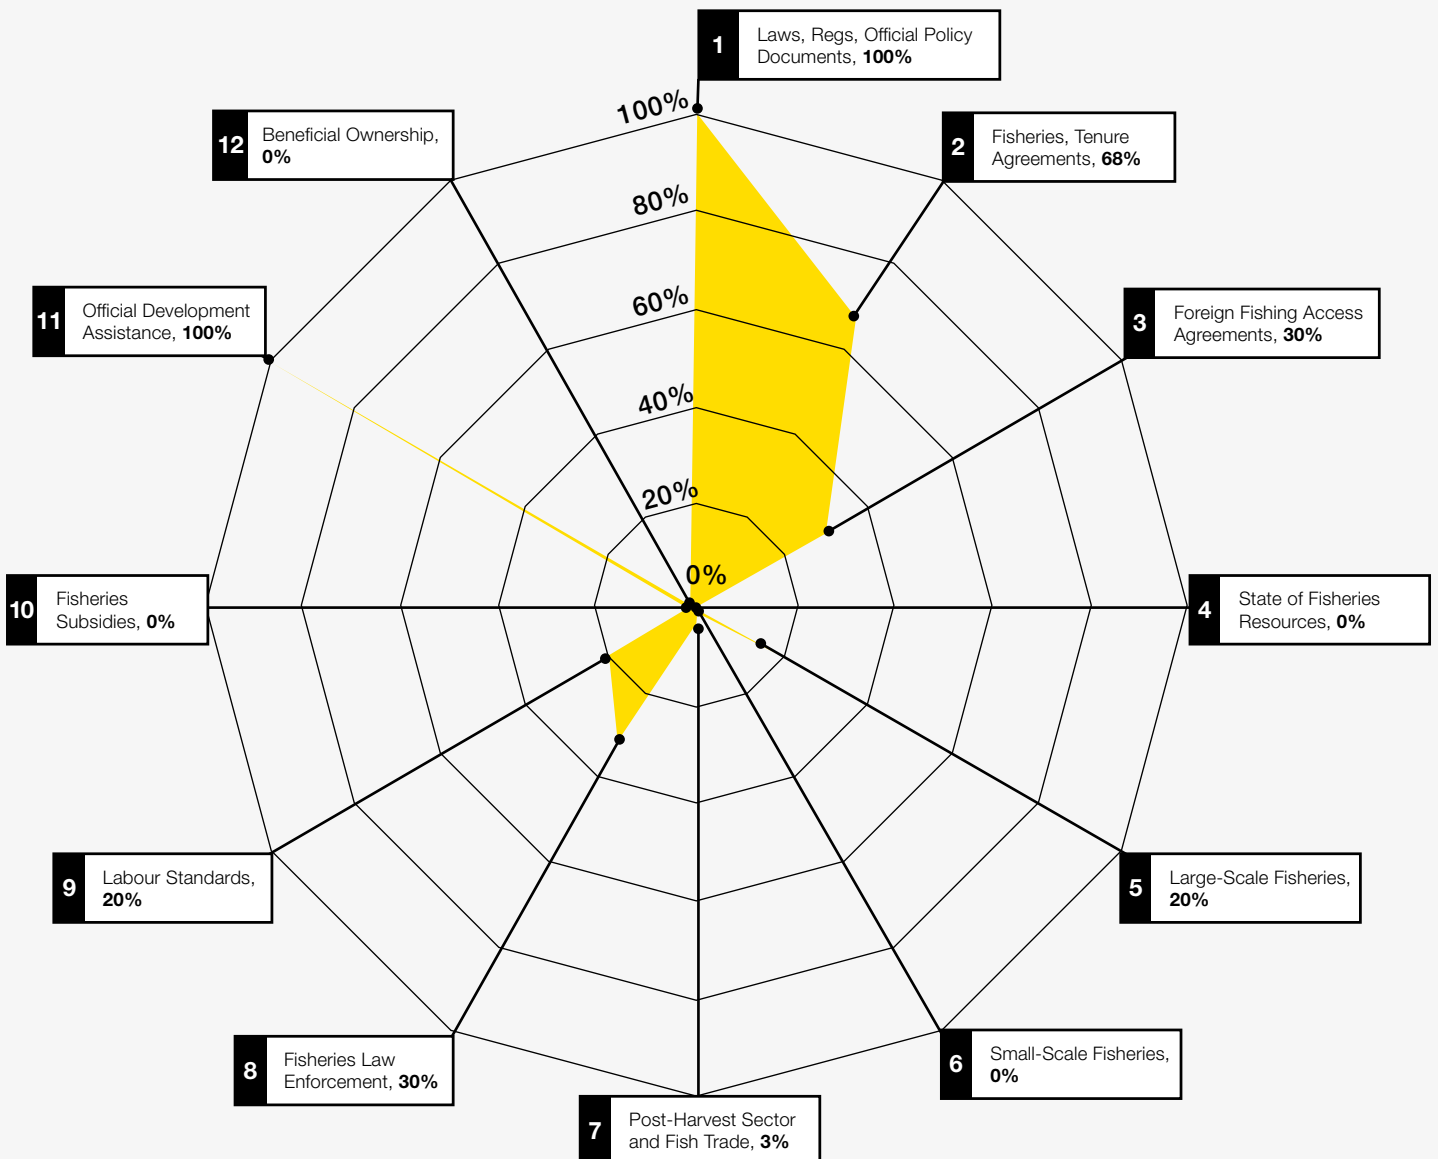 1
Laws, Regs, Official Policy
Documents, 100%
2
Fisheries, Tenure
Agreements, 68%
3
Foreign Fishing Access
Agreements, 30%
4
State of Fisheries
Resources, 0%
5
Large-Scale Fisheries,
20%
6
Small-Scale Fisheries,
0%
7
Post-Harvest Sector
and Fish Trade, 3%
8
Fisheries Law
Enforcement, 30%
9
Labour Standards,
20%
10
Fisheries
Subsidies, 0%
11
Official Development
Assistance, 100%
12
Beneficial Ownership,
0%
100%
80%
60%
40%
20%
0%